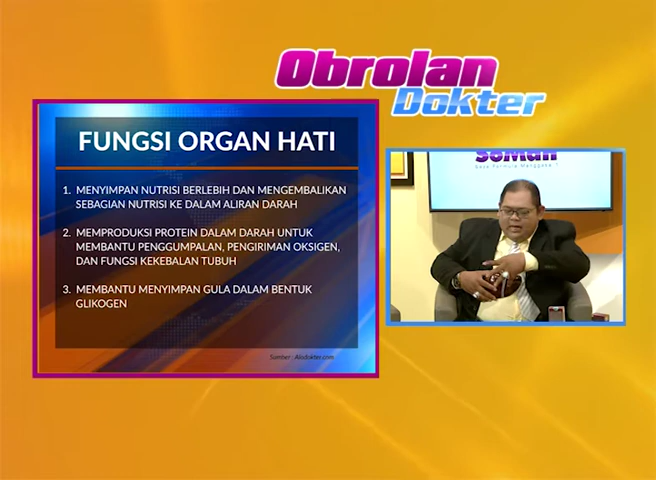 Obrolan
Dokter
FUNGSI ORGAN HATI
1. MENYIMPAN NUTRISI BERLEBIH DAN MENGEMBALIKAN
SEBAGIAN NUTRISI KE DALAM ALIRAN DARAH
2. MEMPRODUKSI PROTEIN DALAM DARAH UNTUK
MEMBANTU PENGGUMPALAN, PENGIRIMAN OKSIGEN,
DAN FUNGSI KEKEBALAN TUBUH
3. MEMBANTU MENYIMPAN GULA DALAM BENTUK
GLIKOGEN
Sumber : Alodokter.com
SOMAN